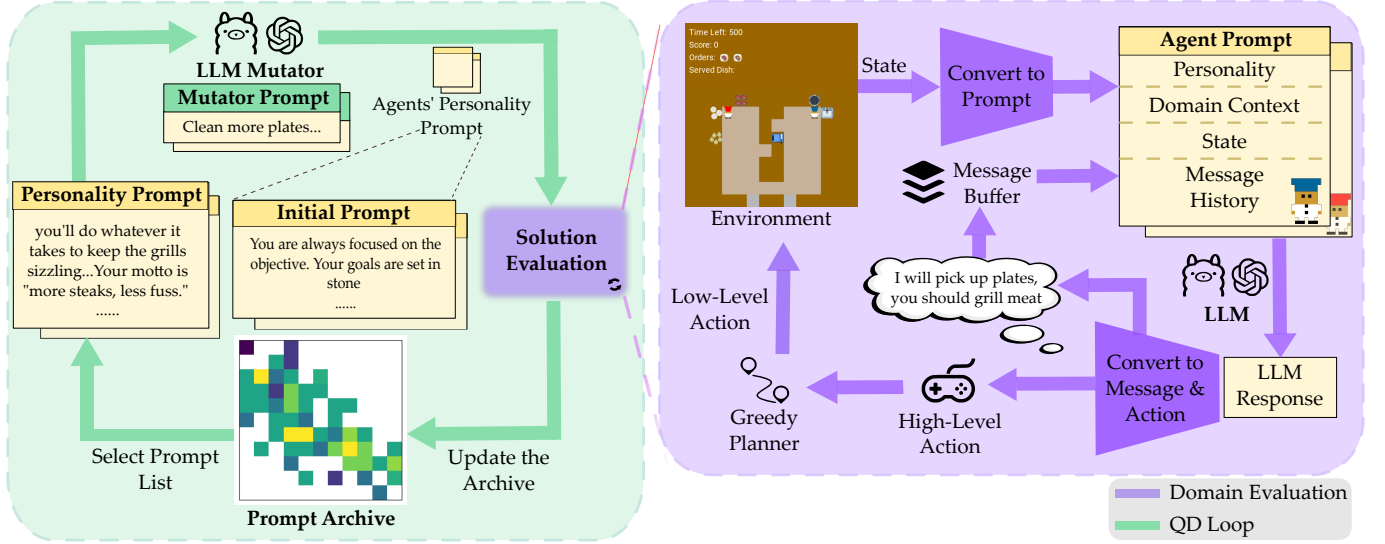 LLM Mutator
Mutator Prompt
Clean more plates...
Agents' Personality
Prompt
Personality Prompt
you'll do whatever it
takes to keep the grills
sizzling...Your motto is
"more steaks, less fuss."
......
Initial Prompt
You are always focused on the
objective. Your goals are set in
stone
......
Solution
Evaluation
Select Prompt
List
Update the
Archive
Prompt Archive
Time Left: 500
Score: 0
Orders:
Served Dish:
Environment
State
Convert to
Prompt
Agent Prompt
Personality
Domain Context
State
Message
History
Message
Buffer
I will pick up plates,
you should grill meat
Low-Level
Action
Greedy
Planner
High-Level
Action
Convert to
Message &
Action
LLM
LLM
Response
Domain Evaluation
QD Loop